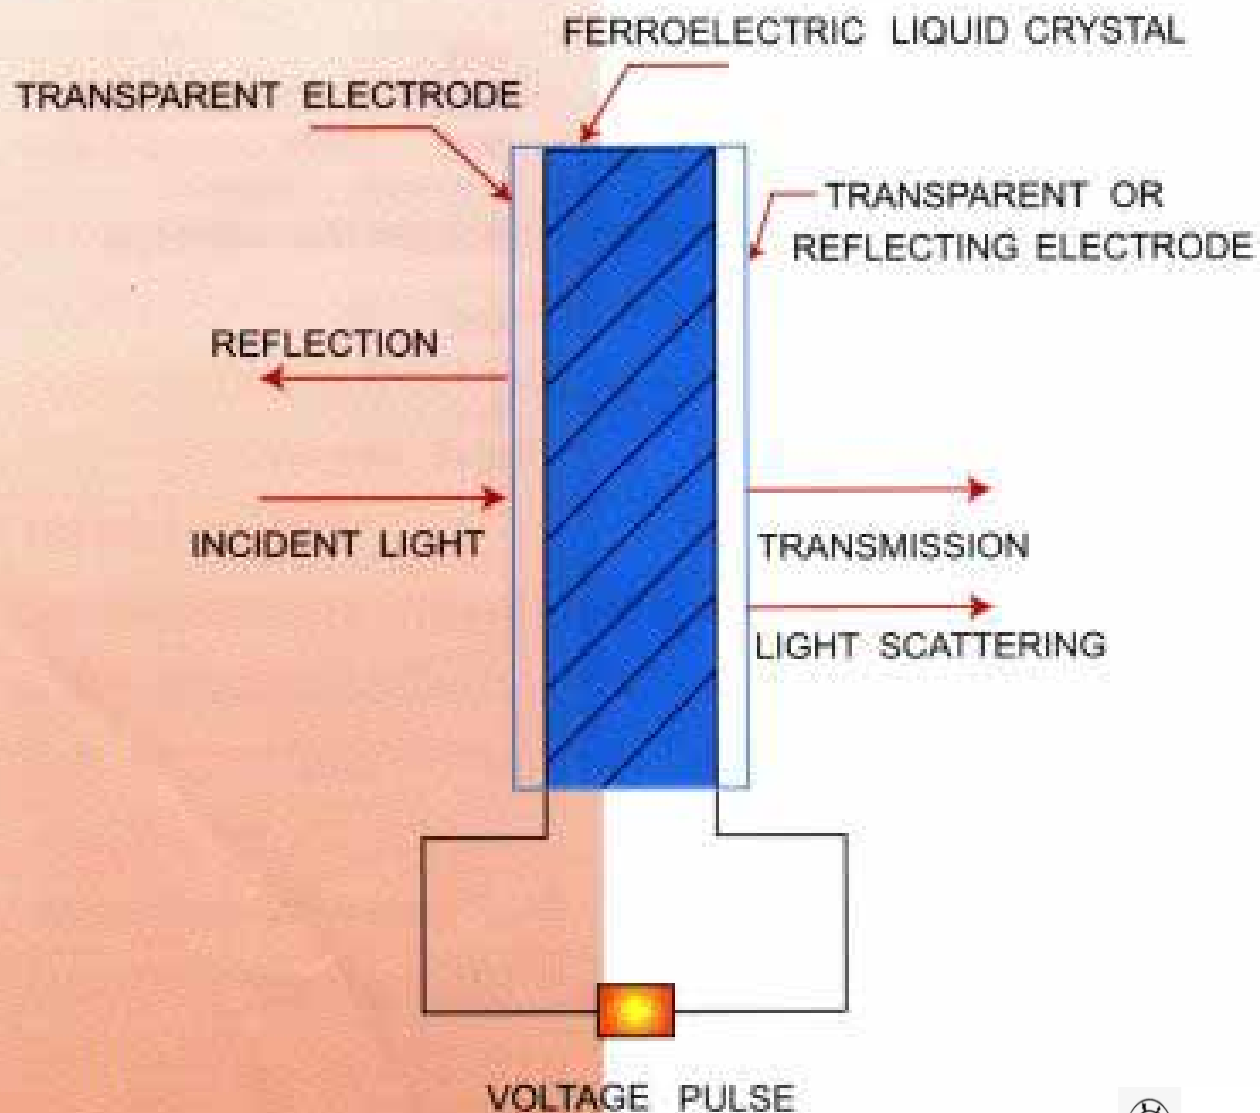 FERROELECTRIC LIQUID CRYSTAL
TRANSPARENT ELECTRODE
TRANSPARENT OR
REFLECTING ELECTRODE
REFLECTION
INCIDENT LIGHT
TRANSMISSION
LIGHT SCATTERING
VOLTAGE PULSE